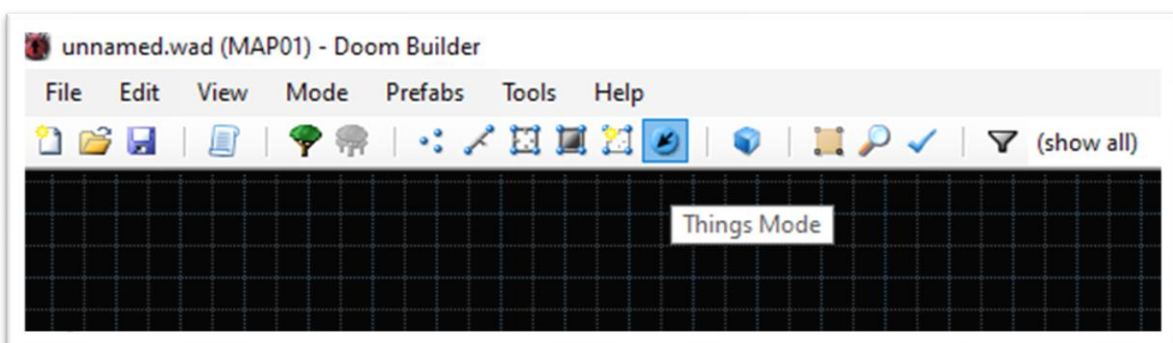 unnamed.wad (MAP01) - Doom Builder
File Edit View Mode Prefabs Tools Help
(show all)
Things Mode